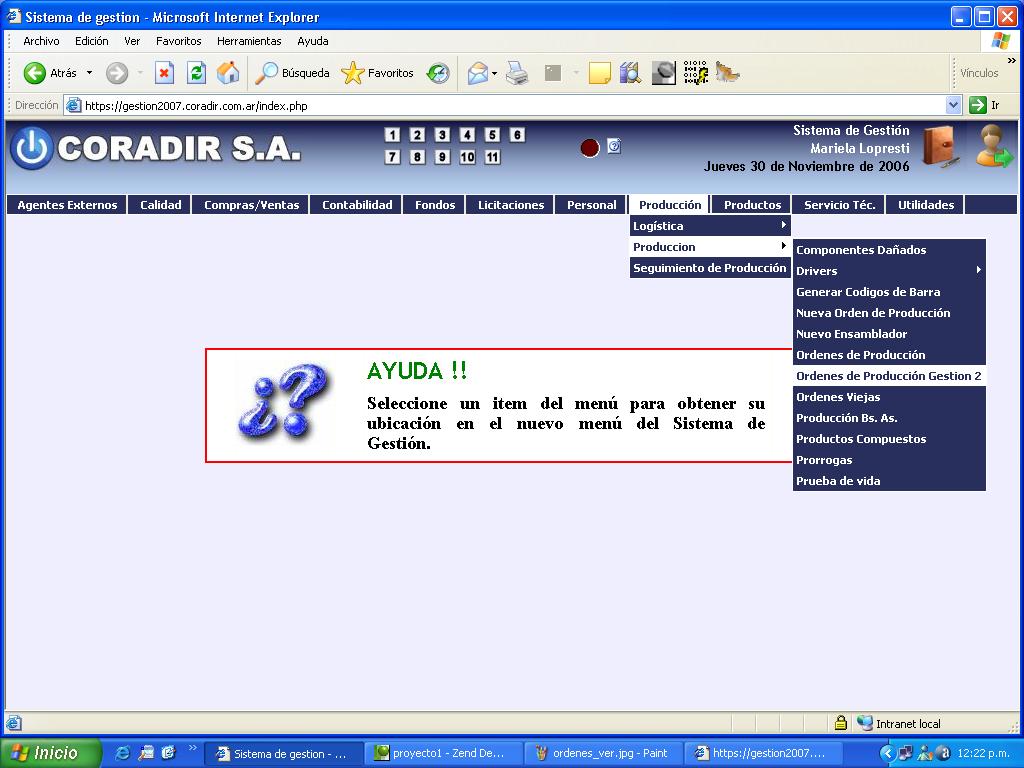 Sistema de gestion - Microsoft Internet Explorer
Archivo Edición Ver Favoritos Herramientas Ayuda
Atrás Búsqueda Favoritos Vínculos »
Dirección https://gestion2007.coradir.com.ar/index.php Ir
CORADIR S.A.
1 2 3 4 5 6
7 8 9 10 11
Sistema de Gestión
Mariela Lopresti
Jueves 30 de Noviembre de 2006
Agentes Externos Calidad Compras/Ventas Contabilidad Fondos Licitaciones Personal Producción Productos Servicio Téc. Utilidades
Logística
Produccion
Seguimiento de Producción
Componentes Dañados
Drivers
Generar Codigos de Barra
Nueva Orden de Producción
Nuevo Ensamblador
Ordenes de Producción
Ordenes de Producción Gestion 2
Ordenes Viejas
Producción Bs. As.
Productos Compuestos
Prorrogas
Prueba de vida
¿?
AYUDA !!
Seleccione un item del menú para obtener su
ubicación en el nuevo menú del Sistema de
Gestión.
Intranet local
Inicio » Sistema de gestion - ... proyecto1 - Zend De... ordenes_ver.jpg - Paint https://gestion2007.... 12:22 p.m.